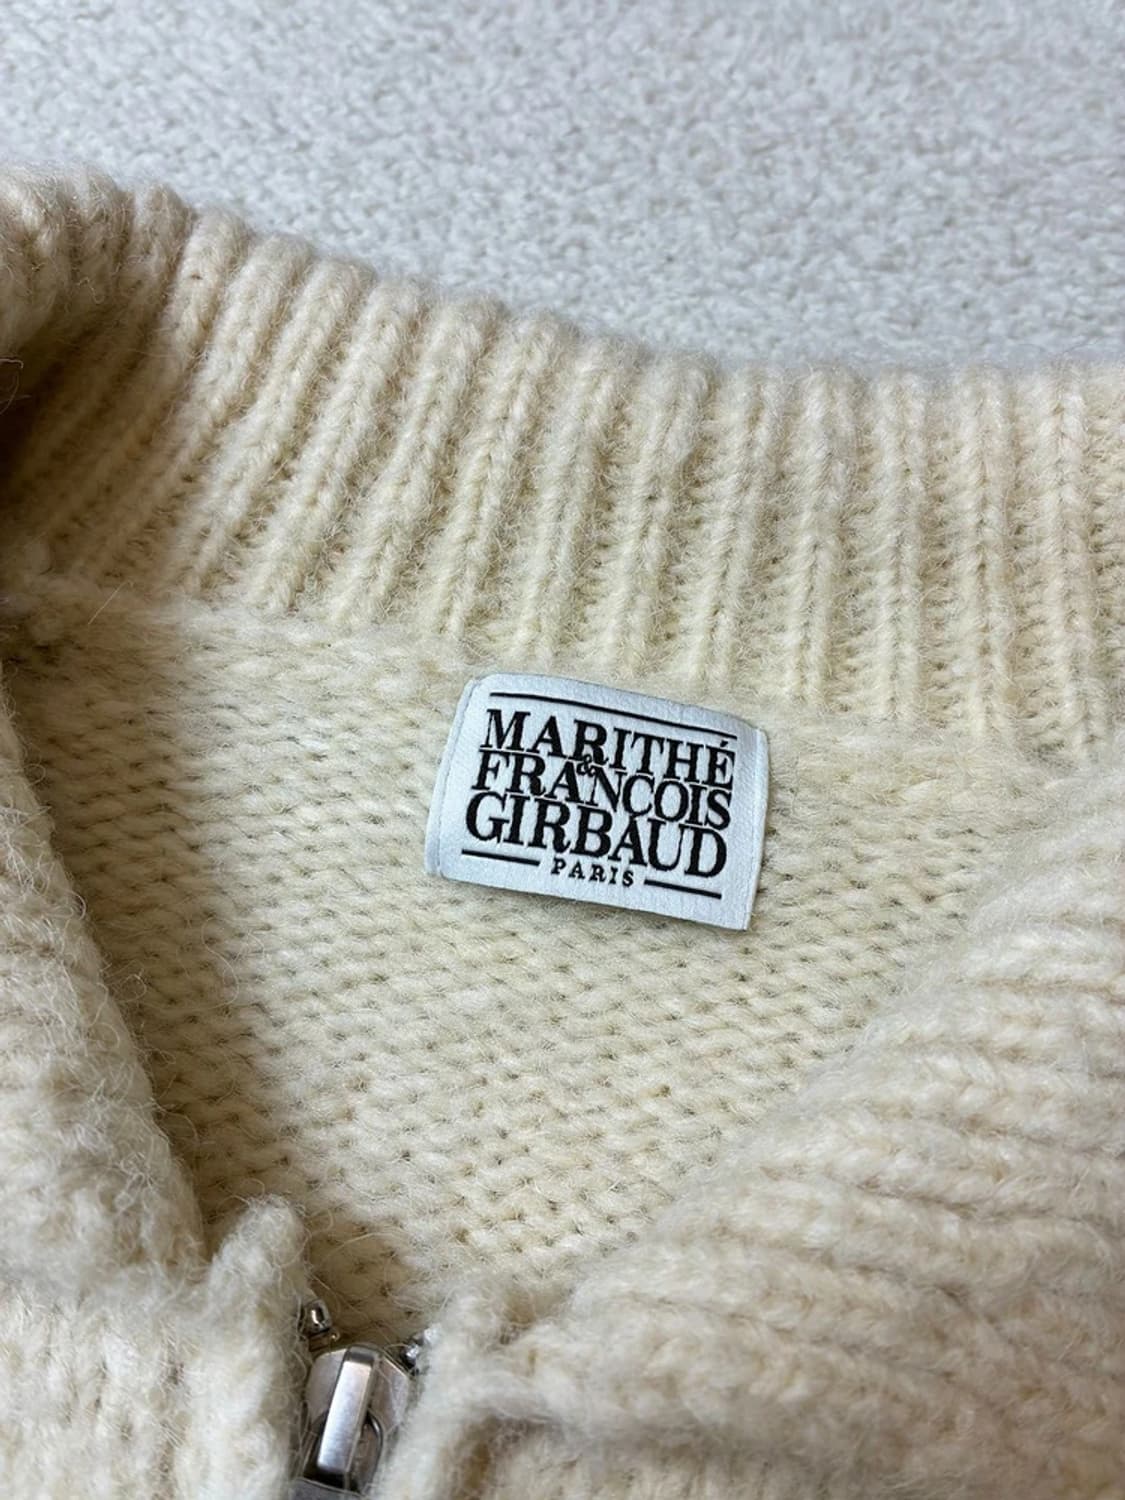 MARITHÉ
& FRANCOIS
GIRBAUD
PARIS